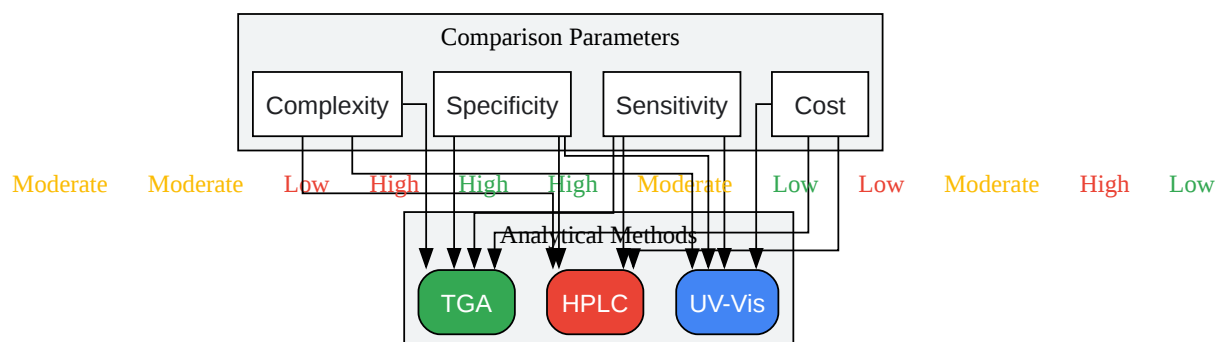 Comparison Parameters
Complexity Specificity Sensitivity Cost
Moderate Moderate Low High High High Moderate Low Low Moderate High Low
Analytical Methods
TGA HPLC UV-Vis